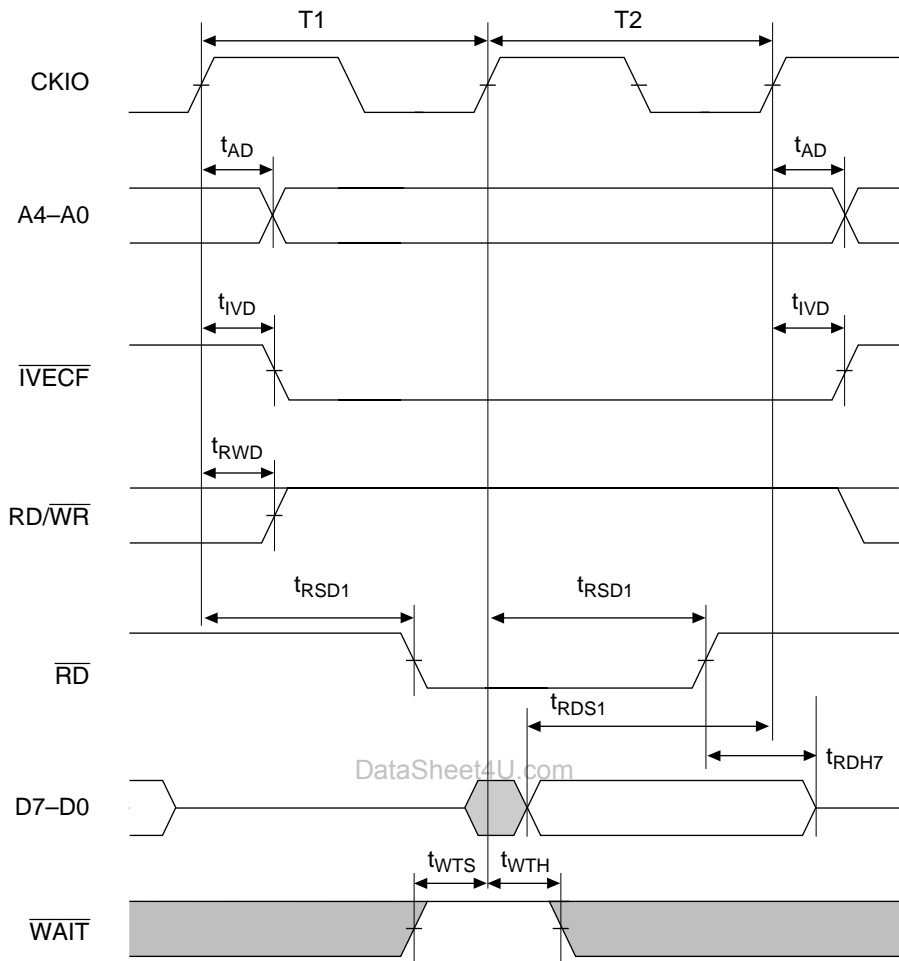 T1 T2
CKIO
tAD tAD
A4–A0
tIVD tIVD
IVECF
tRWD
RD/WR
tRSD1 tRSD1
RD
tRDS1
tRDH7
DataSheet4U.com
D7–D0
tWTS tWTH
WAIT